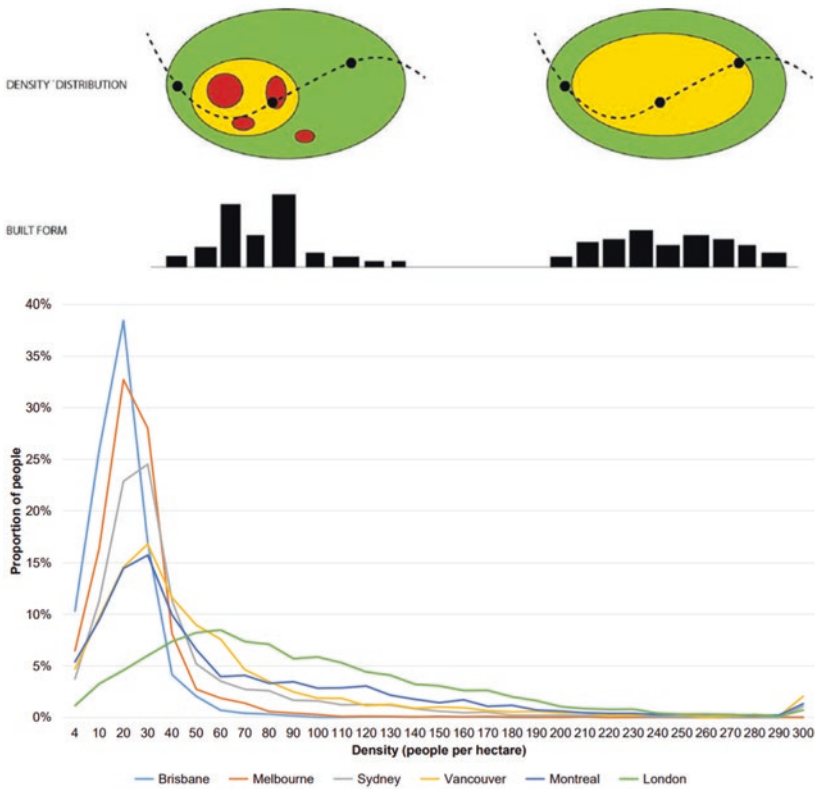 DENSITY DISTRIBUTION
BUILT FORM
40%
35%
30%
25%
20%
15%
10%
5%
0%
Proportion of people
4 10 20 30 40 50 60 70 80 90 100 110 120 130 140 150 160 170 180 190 200 210 220 230 240 250 260 270 280 290 300
Density (people per hectare)
Brisbane Melbourne Sydney Vancouver Montreal London